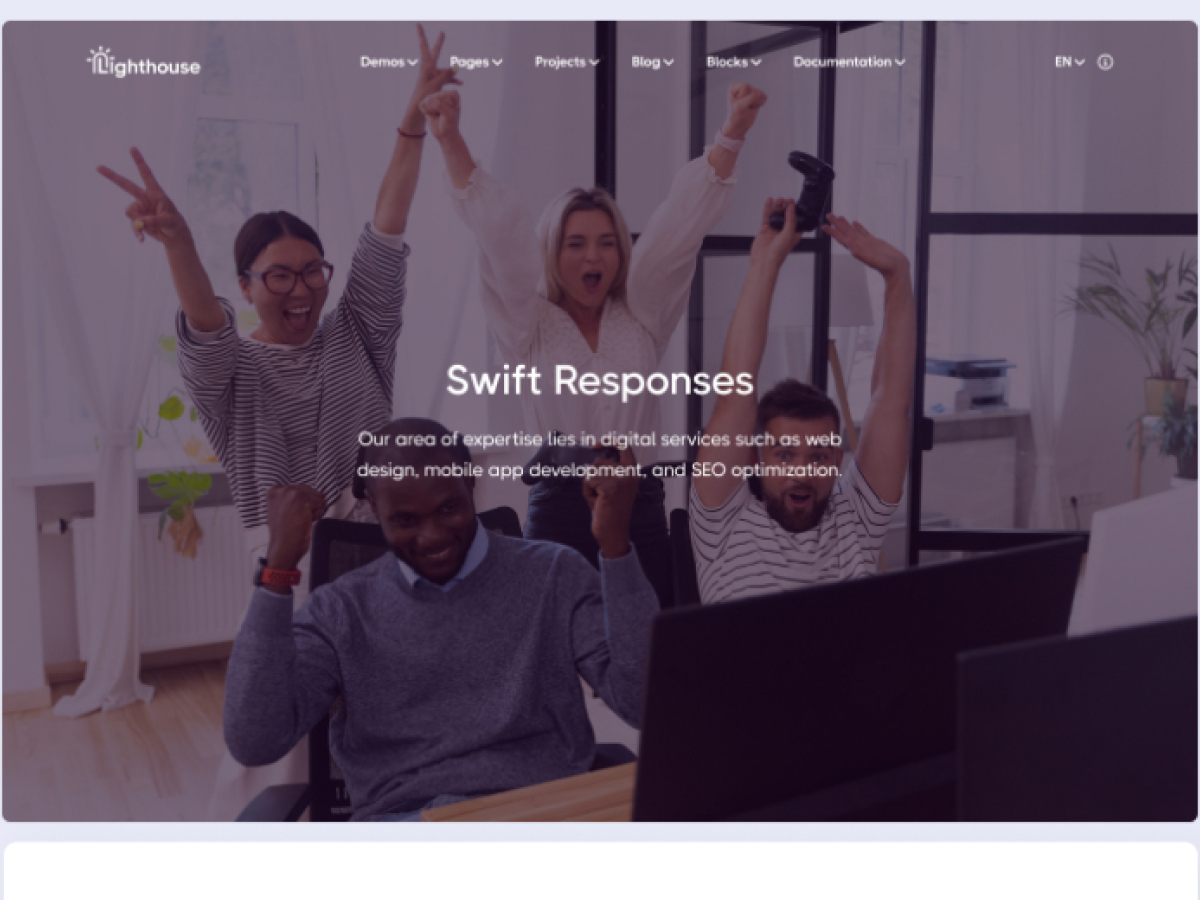 Lighthouse
Demos Pages Projects Blog Blocks Documentation EN
Swift Responses
Our area of expertise lies in digital services such as web
design, mobile app development, and SEO optimization.